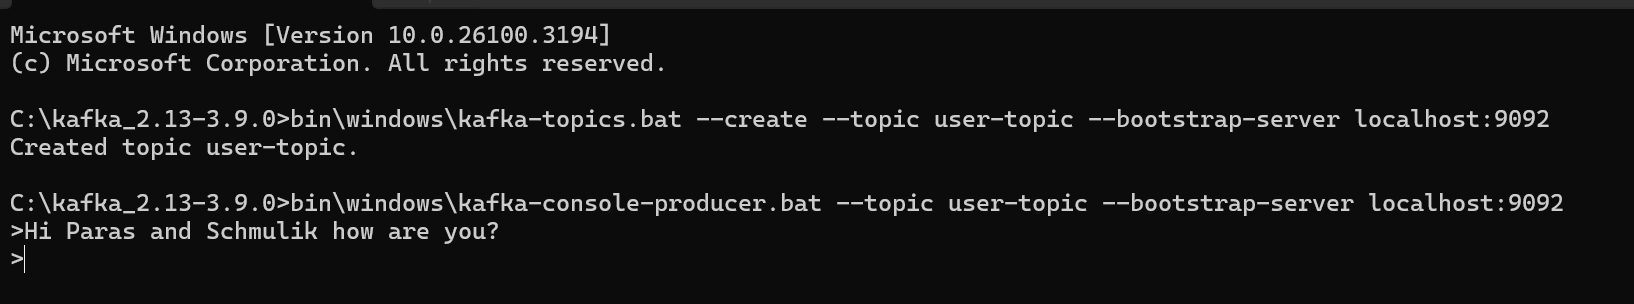 Microsoft Windows [Version 10.0.26100.3194]
(c) Microsoft Corporation. All rights reserved.
C:\kafka_2.13-3.9.0>bin\windows\kafka-topics.bat --create --topic user-topic --bootstrap-server localhost:9092
Created topic user-topic.
C:\kafka_2.13-3.9.0>bin\windows\kafka-console-producer.bat --topic user-topic --bootstrap-server localhost:9092
>Hi Paras and Schmulik how are you?
>